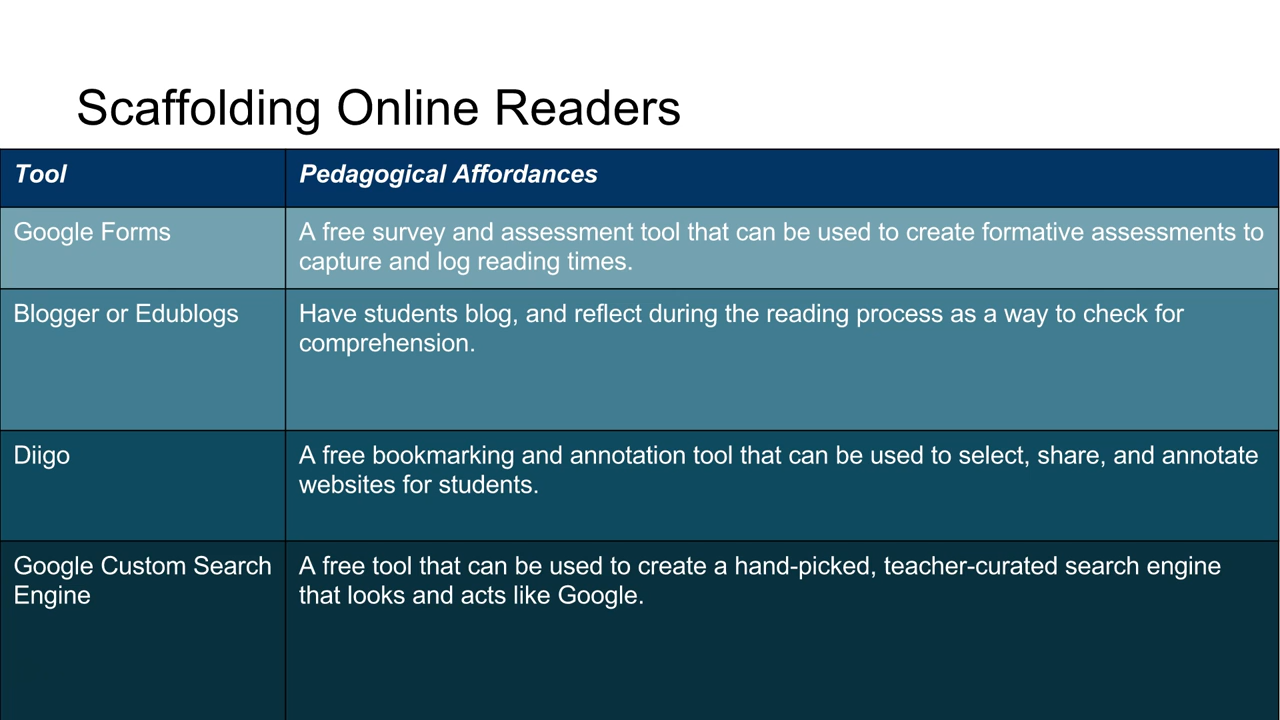 Scaffolding Online Readers
Tool
Pedagogical Affordances
Google Forms
A free survey and assessment tool that can be used to create formative assessments to
capture and log reading times.
Blogger or Edublogs
Have students blog, and reflect during the reading process as a way to check for
comprehension.
Diigo
A free bookmarking and annotation tool that can be used to select, share, and annotate
websites for students.
Google Custom Search
Engine
A free tool that can be used to create a hand-picked, teacher-curated search engine
that looks and acts like Google.